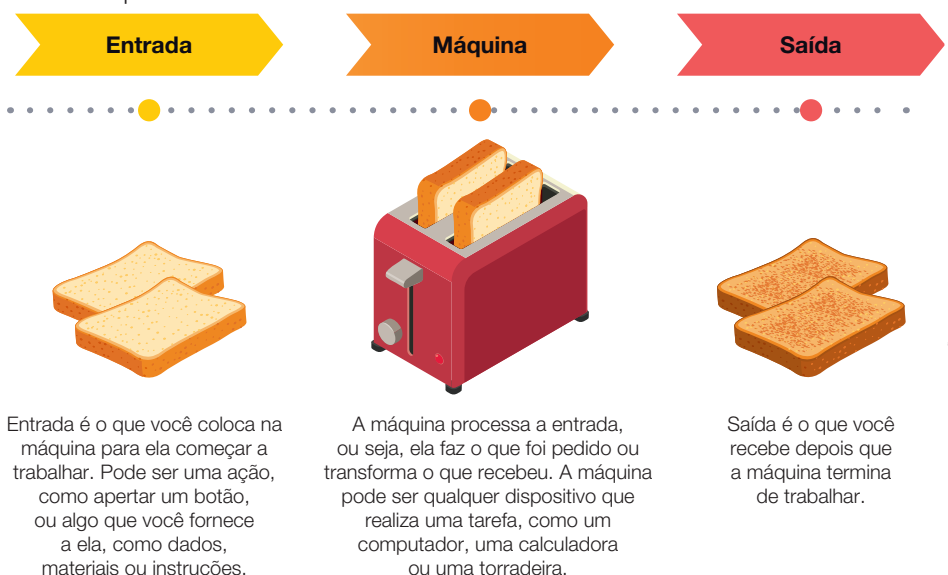 Entrada
Máquina
Saída
Entrada é o que você coloca na
máquina para ela começar a
trabalhar. Pode ser uma ação,
como apertar um botão,
ou algo que você fornece
a ela, como dados,
materiais ou instruções.
A máquina processa a entrada,
ou seja, ela faz o que foi pedido ou
transforma o que recebeu. A máquina
pode ser qualquer dispositivo que
realiza uma tarefa, como um
computador, uma calculadora
ou uma torradeira.
Saída é o que você
recebe depois que
a máquina termina
de trabalhar.